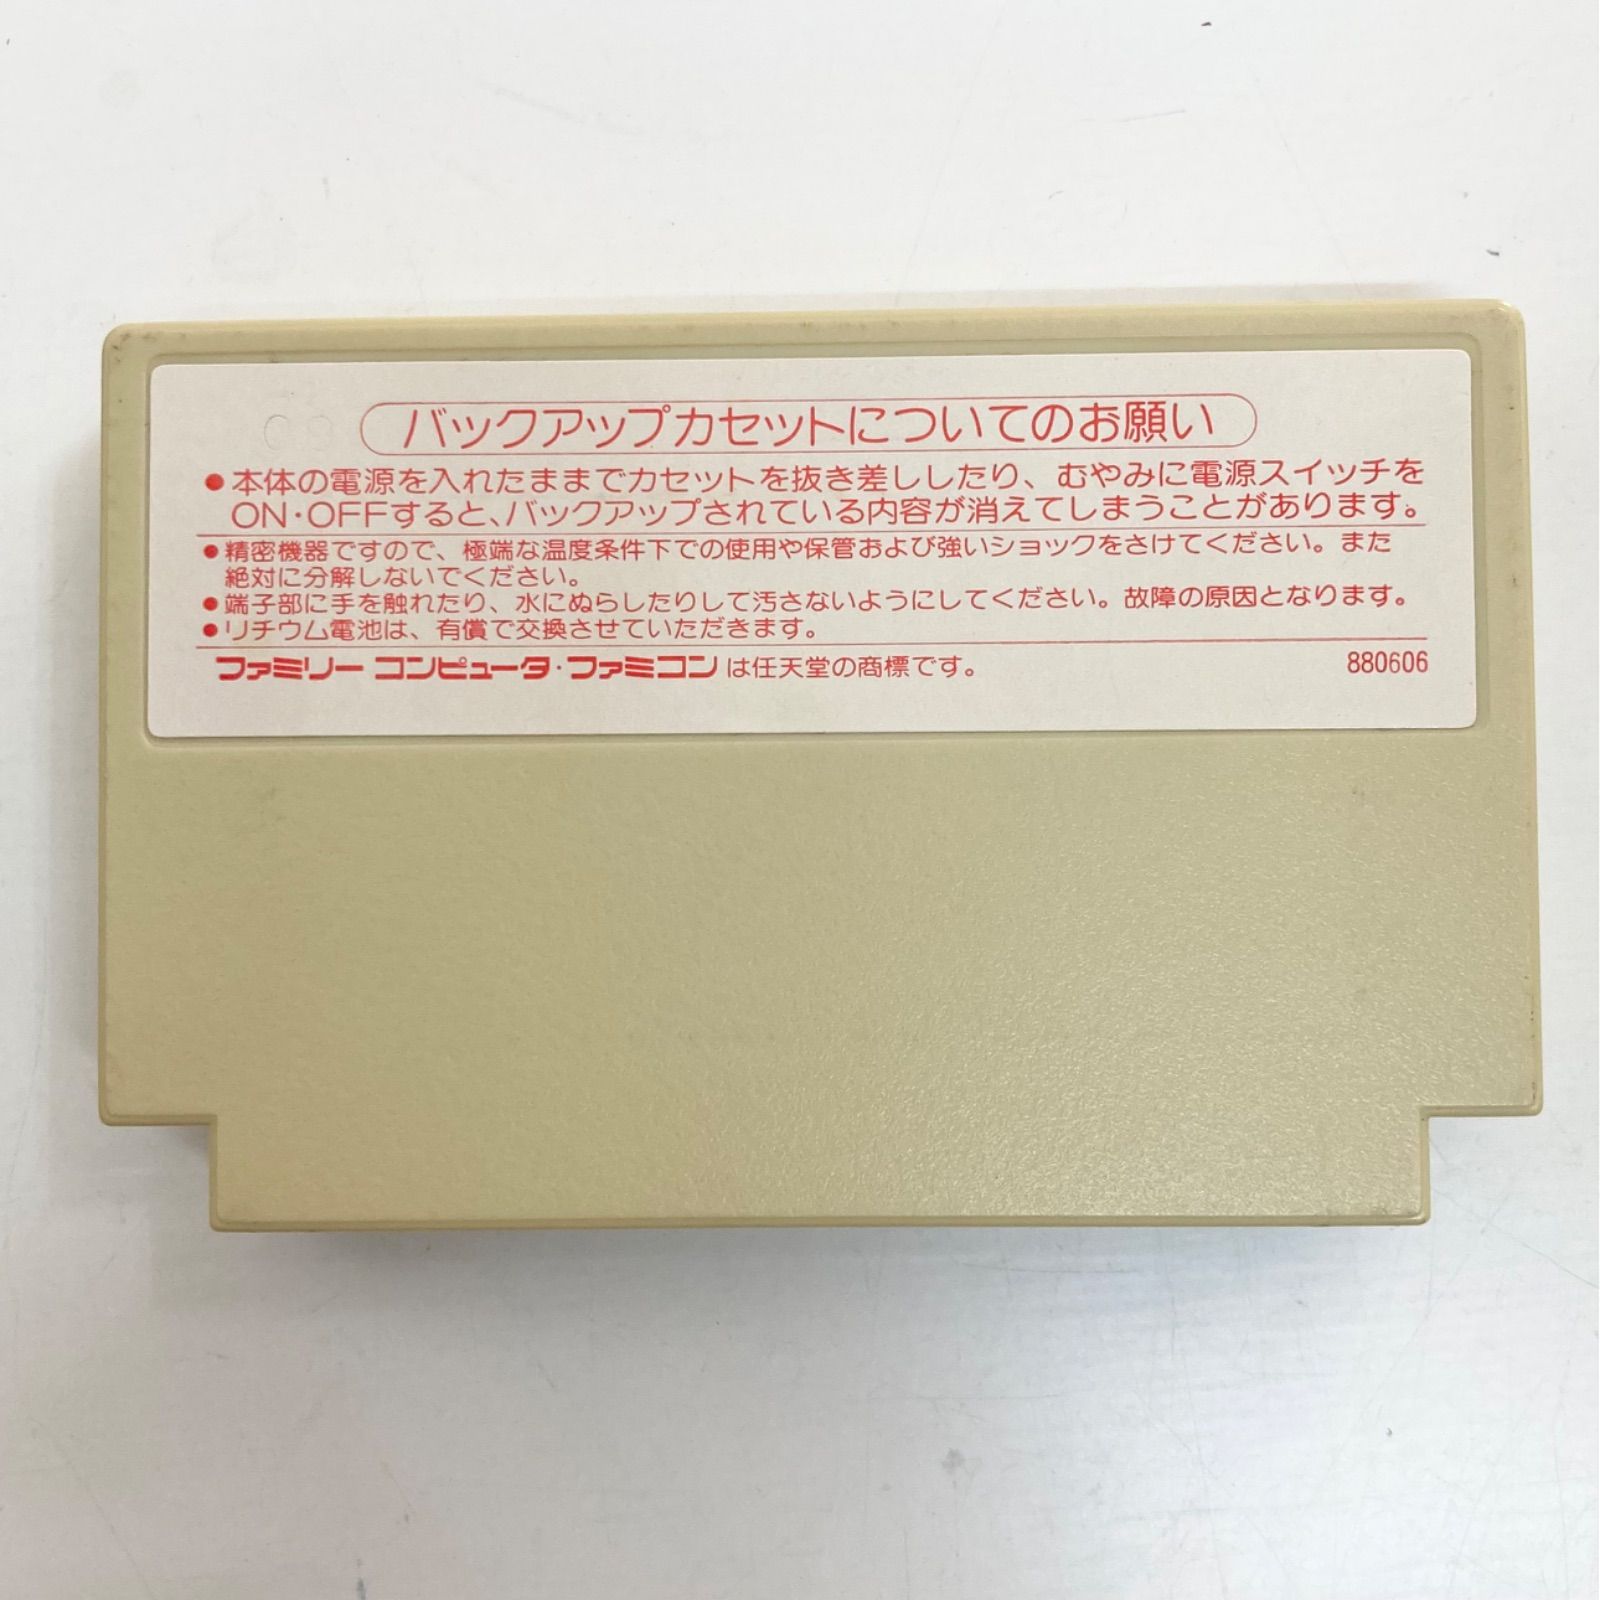 バックアップカセットについてのお願い
●本体の電源を入れたままでカセットを抜き差ししたり、むやみに電源スイッチを
ON・OFFすると、バックアップされている内容が消えてしまうことがあります。
●精密機器ですので、極端な温度条件下での使用や保管および強いショックをさけてください。また
絶対に分解しないでください。
●端子部に手を触れたり、水にぬらしたりして汚さないようにしてください。故障の原因となります。
●リチウム電池は、有償で交換させていただきます。
ファミリー コンピュータ・ファミコンは任天堂の商標です。 880606